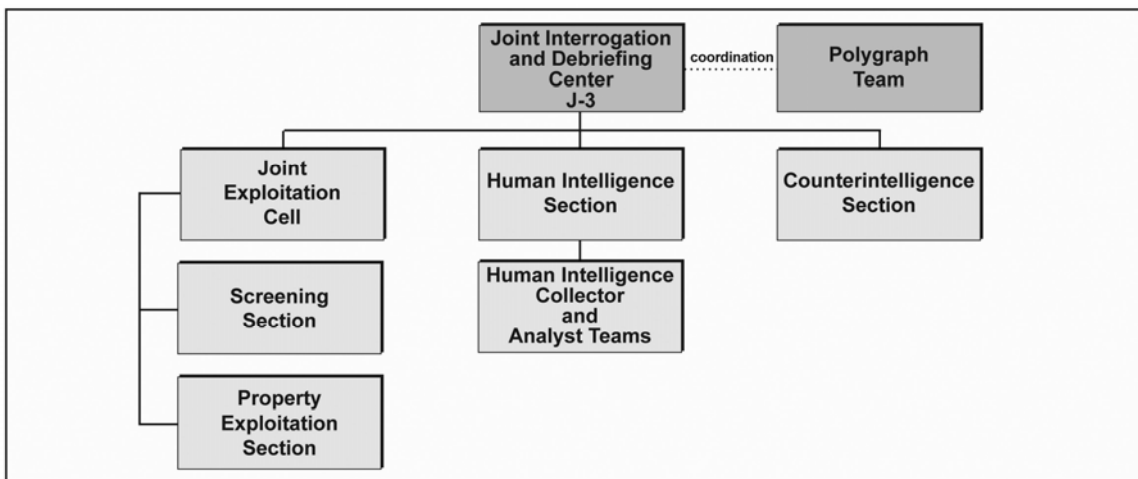 Joint Interrogation
and Debriefing
Center
J-3
coordination
Polygraph
Team
Joint
Exploitation
Cell
Human Intelligence
Section
Counterintelligence
Section
Screening
Section
Human Intelligence
Collector
and
Analyst Teams
Property
Exploitation
Section